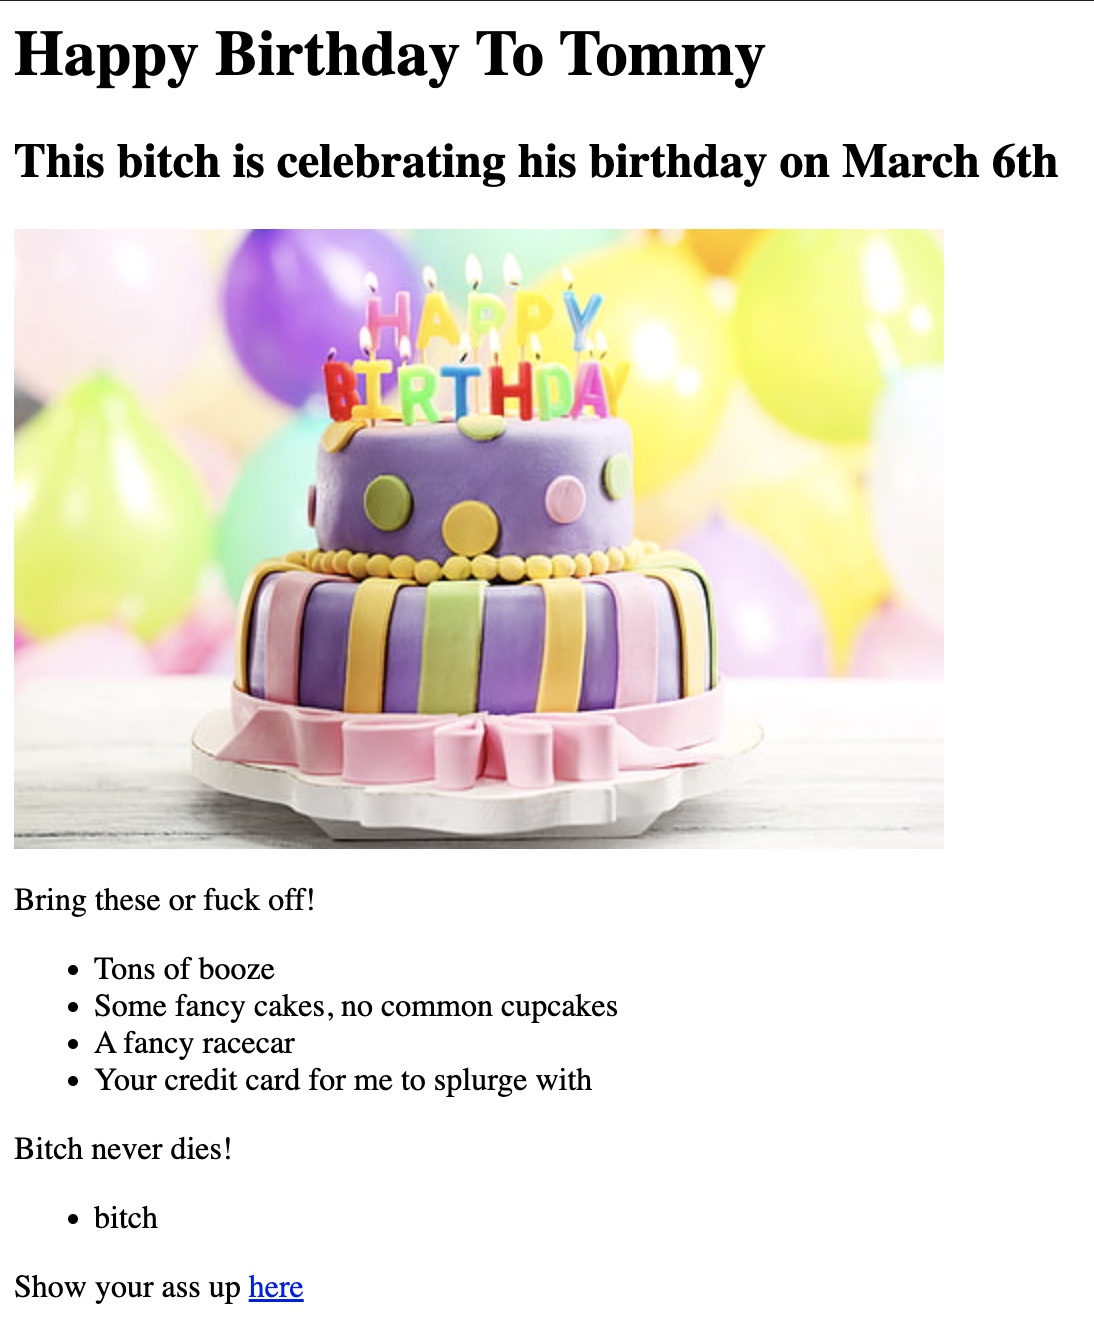 Happy Birthday To Tommy
This bitch is celebrating his birthday on March 6th
HAPPY
BIRTHDAY
Bring these or fuck off!
Tons of booze
Some fancy cakes, no common cupcakes
A fancy racecar
Your credit card for me to splurge with
Bitch never dies!
bitch
Show your ass up here